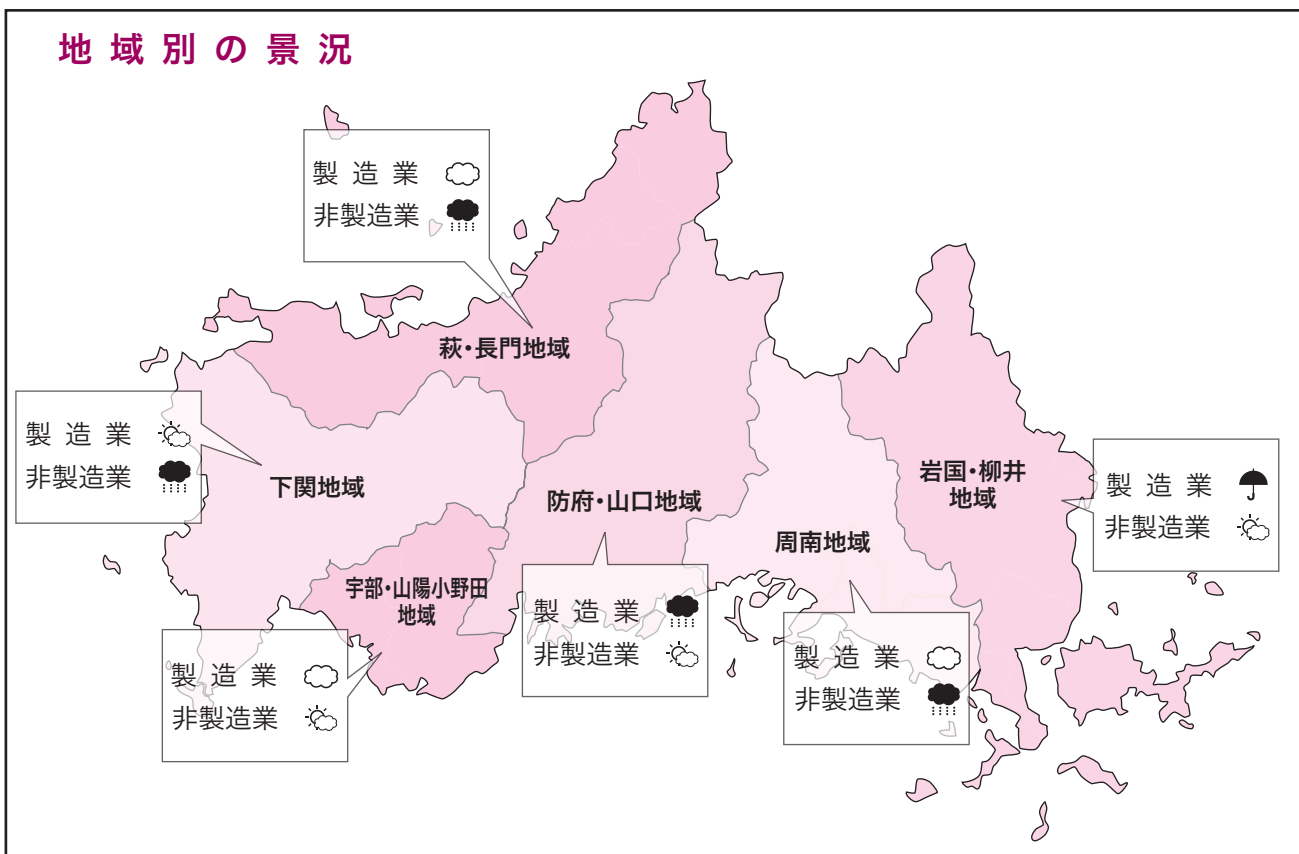 地域別の景況
製造業
非製造業
萩・長門地域
製造業
非製造業
下関地域
防府・山口地域
岩国・柳井
地域
製造業
非製造業
周南地域
宇部・山陽小野田
地域
製造業
非製造業
製造業
非製造業
製造業
非製造業